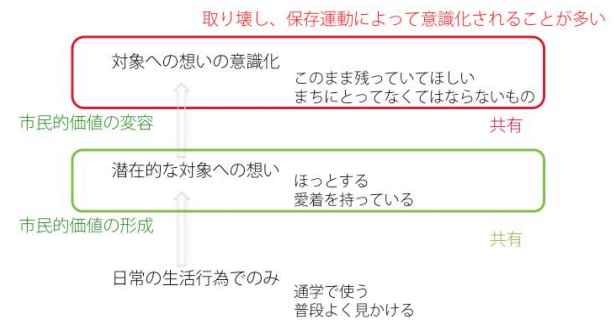 取り壊し、保存運動によって意識化されることが多い
対象への想いの意識化
このまま残っていてほしい
まちにとってなくてはならないもの
市民的価値の変容
共有
潜在的な対象への想い
ほっとする
愛着を持っている
市民的価値の形成
共有
日常の生活行為でのみ
通学で使う
普段よく見かける